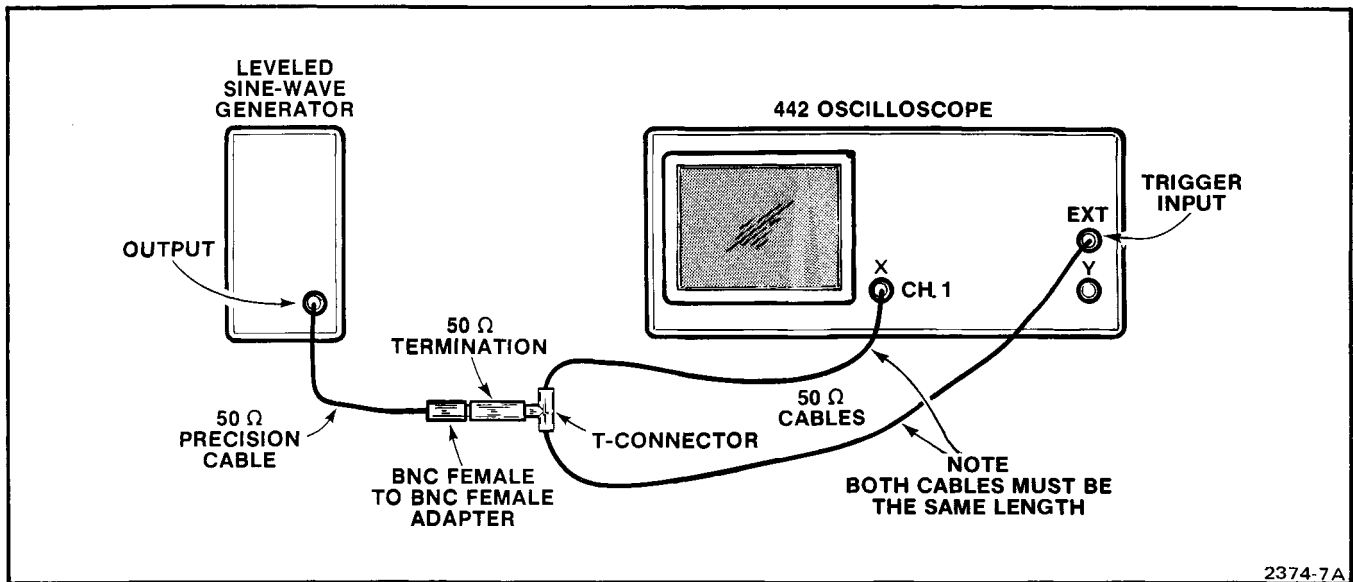 LEVELED
SINE-WAVE
GENERATOR
442 OSCILLOSCOPE
TRIGGER
INPUT
EXT
OUTPUT
X
CH. 1
Y
50 Ω
TERMINATION
50 Ω
CABLES
50 Ω
PRECISION
CABLE
T-CONNECTOR
BNC FEMALE
TO BNC FEMALE
ADAPTER
NOTE
BOTH CABLES MUST BE
THE SAME LENGTH
2374-7A